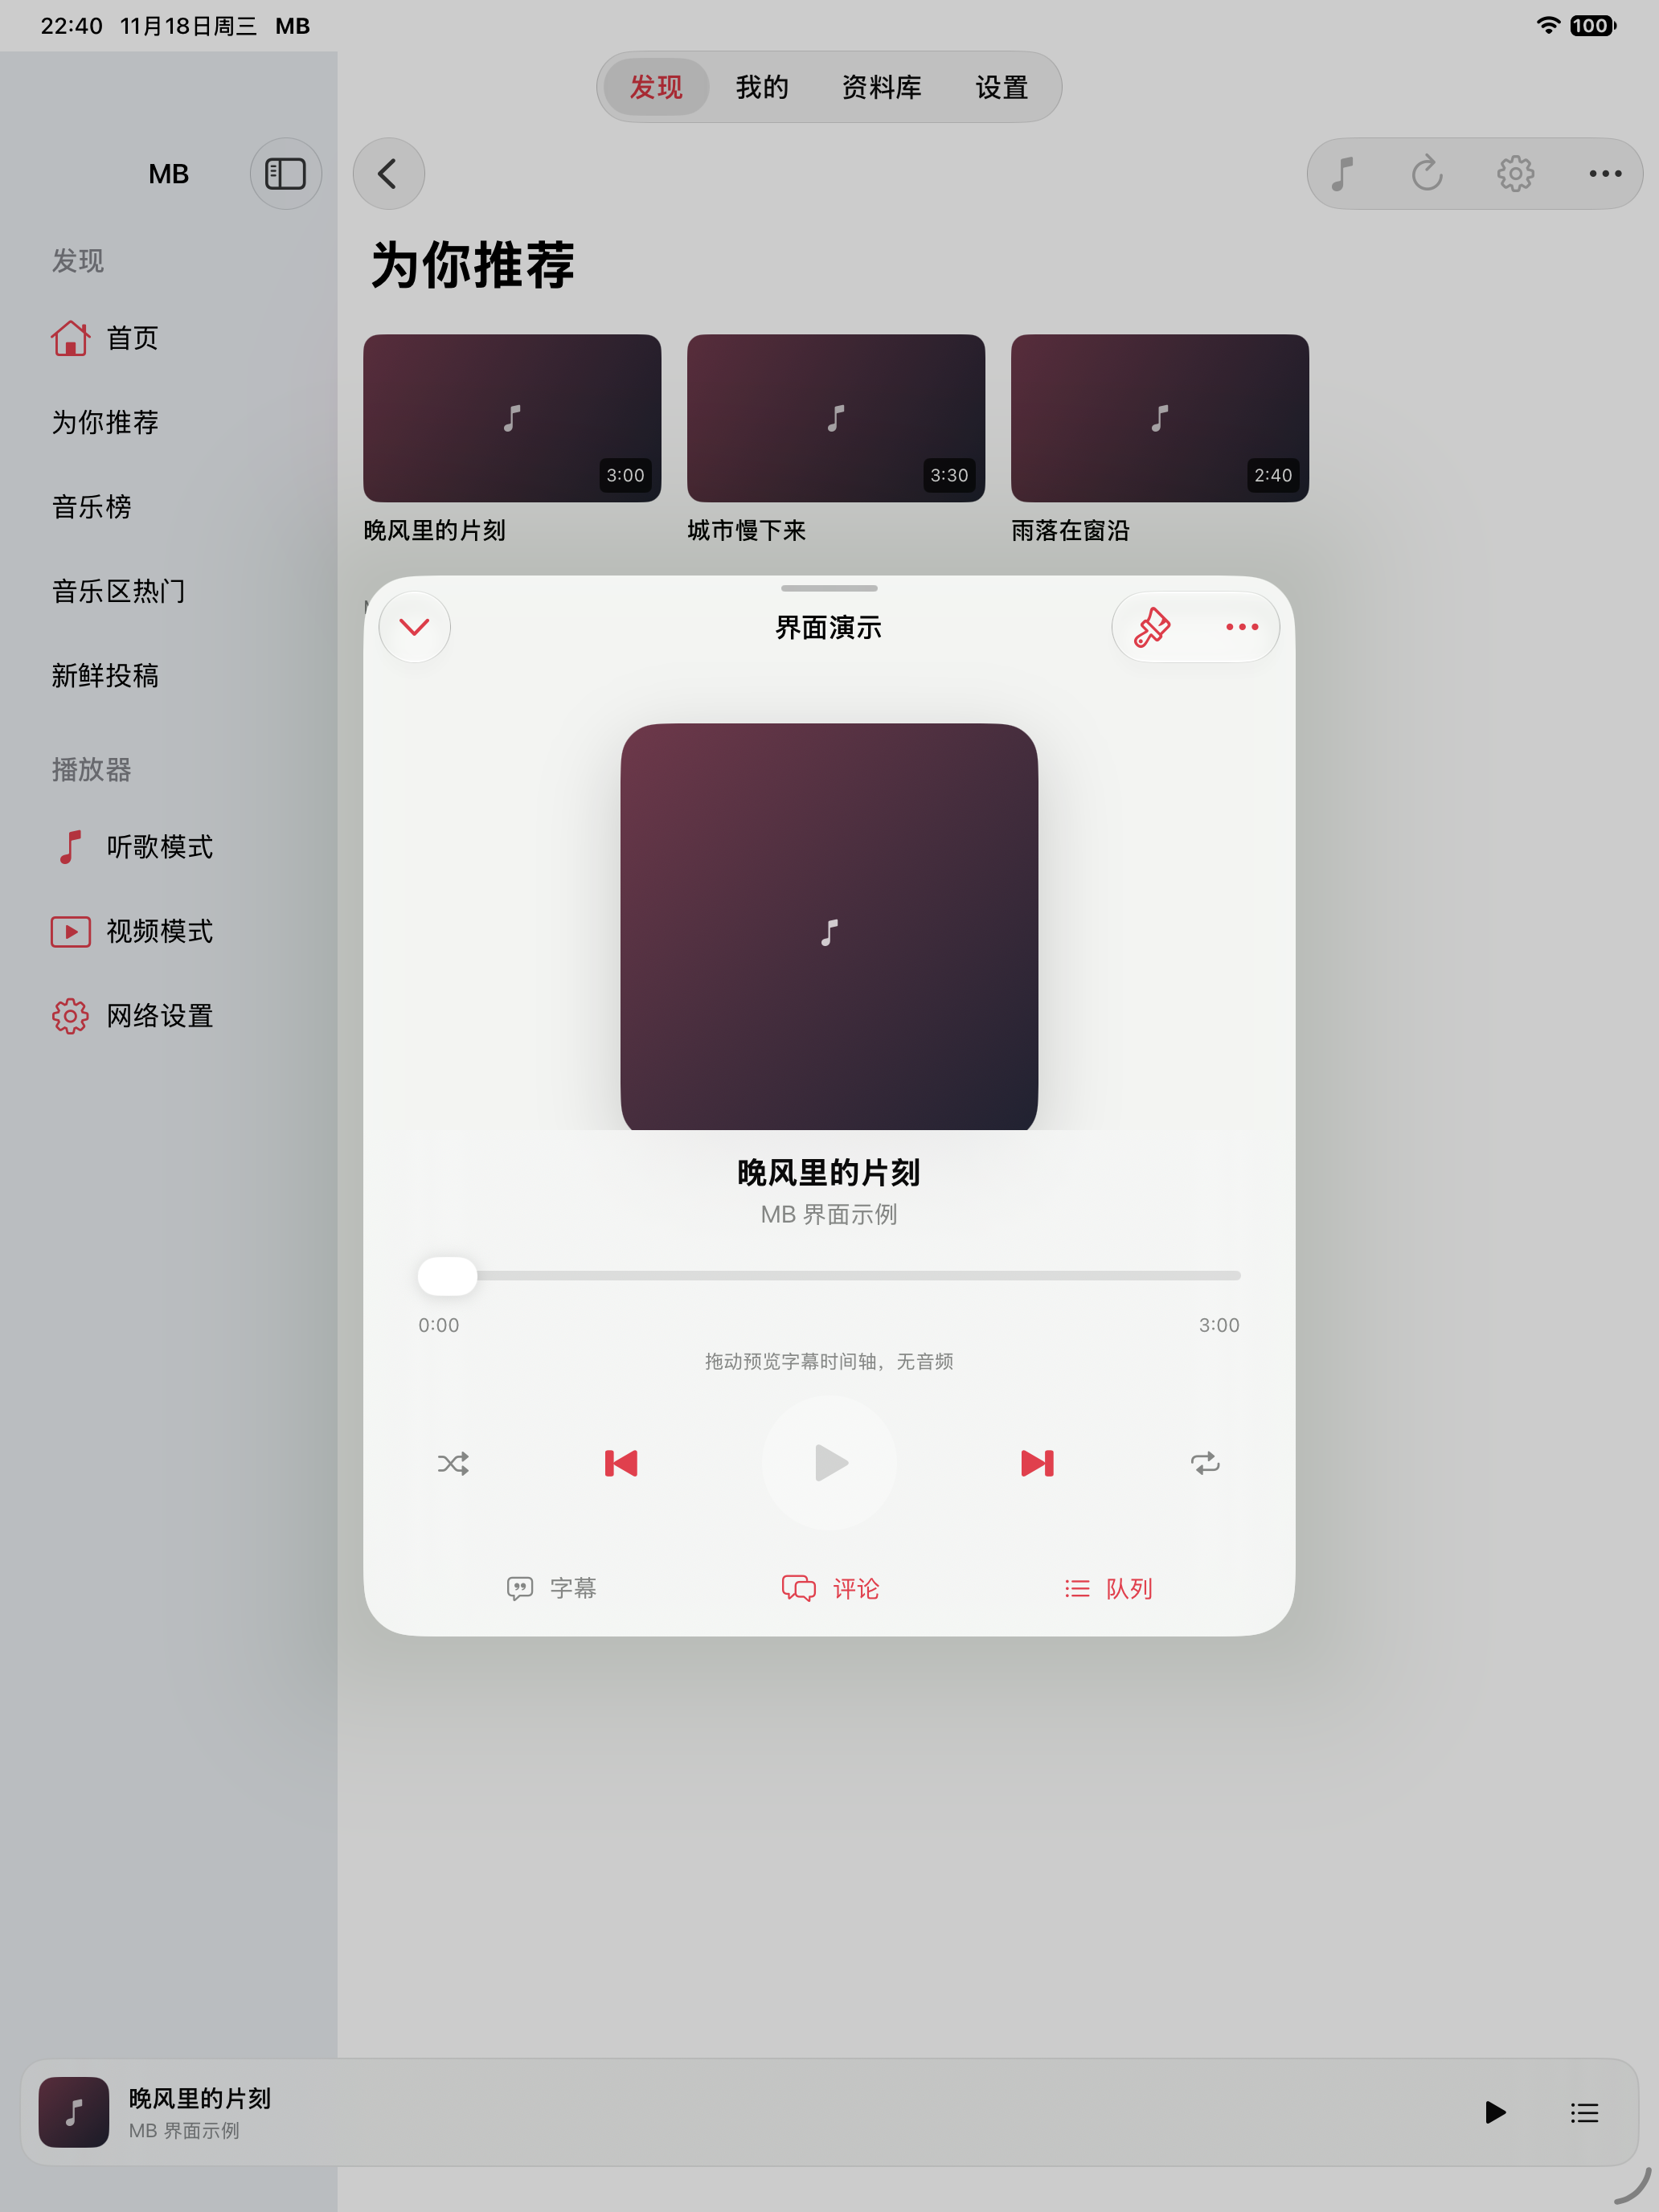 22:40 11月18日周三 MB
100
发现 我的 资料库 设置
MB
发现
首页
为你推荐
音乐榜
音乐区热门
新鲜投稿
播放器
听歌模式
视频模式
网络设置
为你推荐
3:00
3:30
2:40
晚风里的片刻
城市慢下来
雨落在窗沿
界面演示
晚风里的片刻
MB 界面示例
0:00
3:00
拖动预览字幕时间轴，无音频
字幕
评论
队列
晚风里的片刻
MB 界面示例